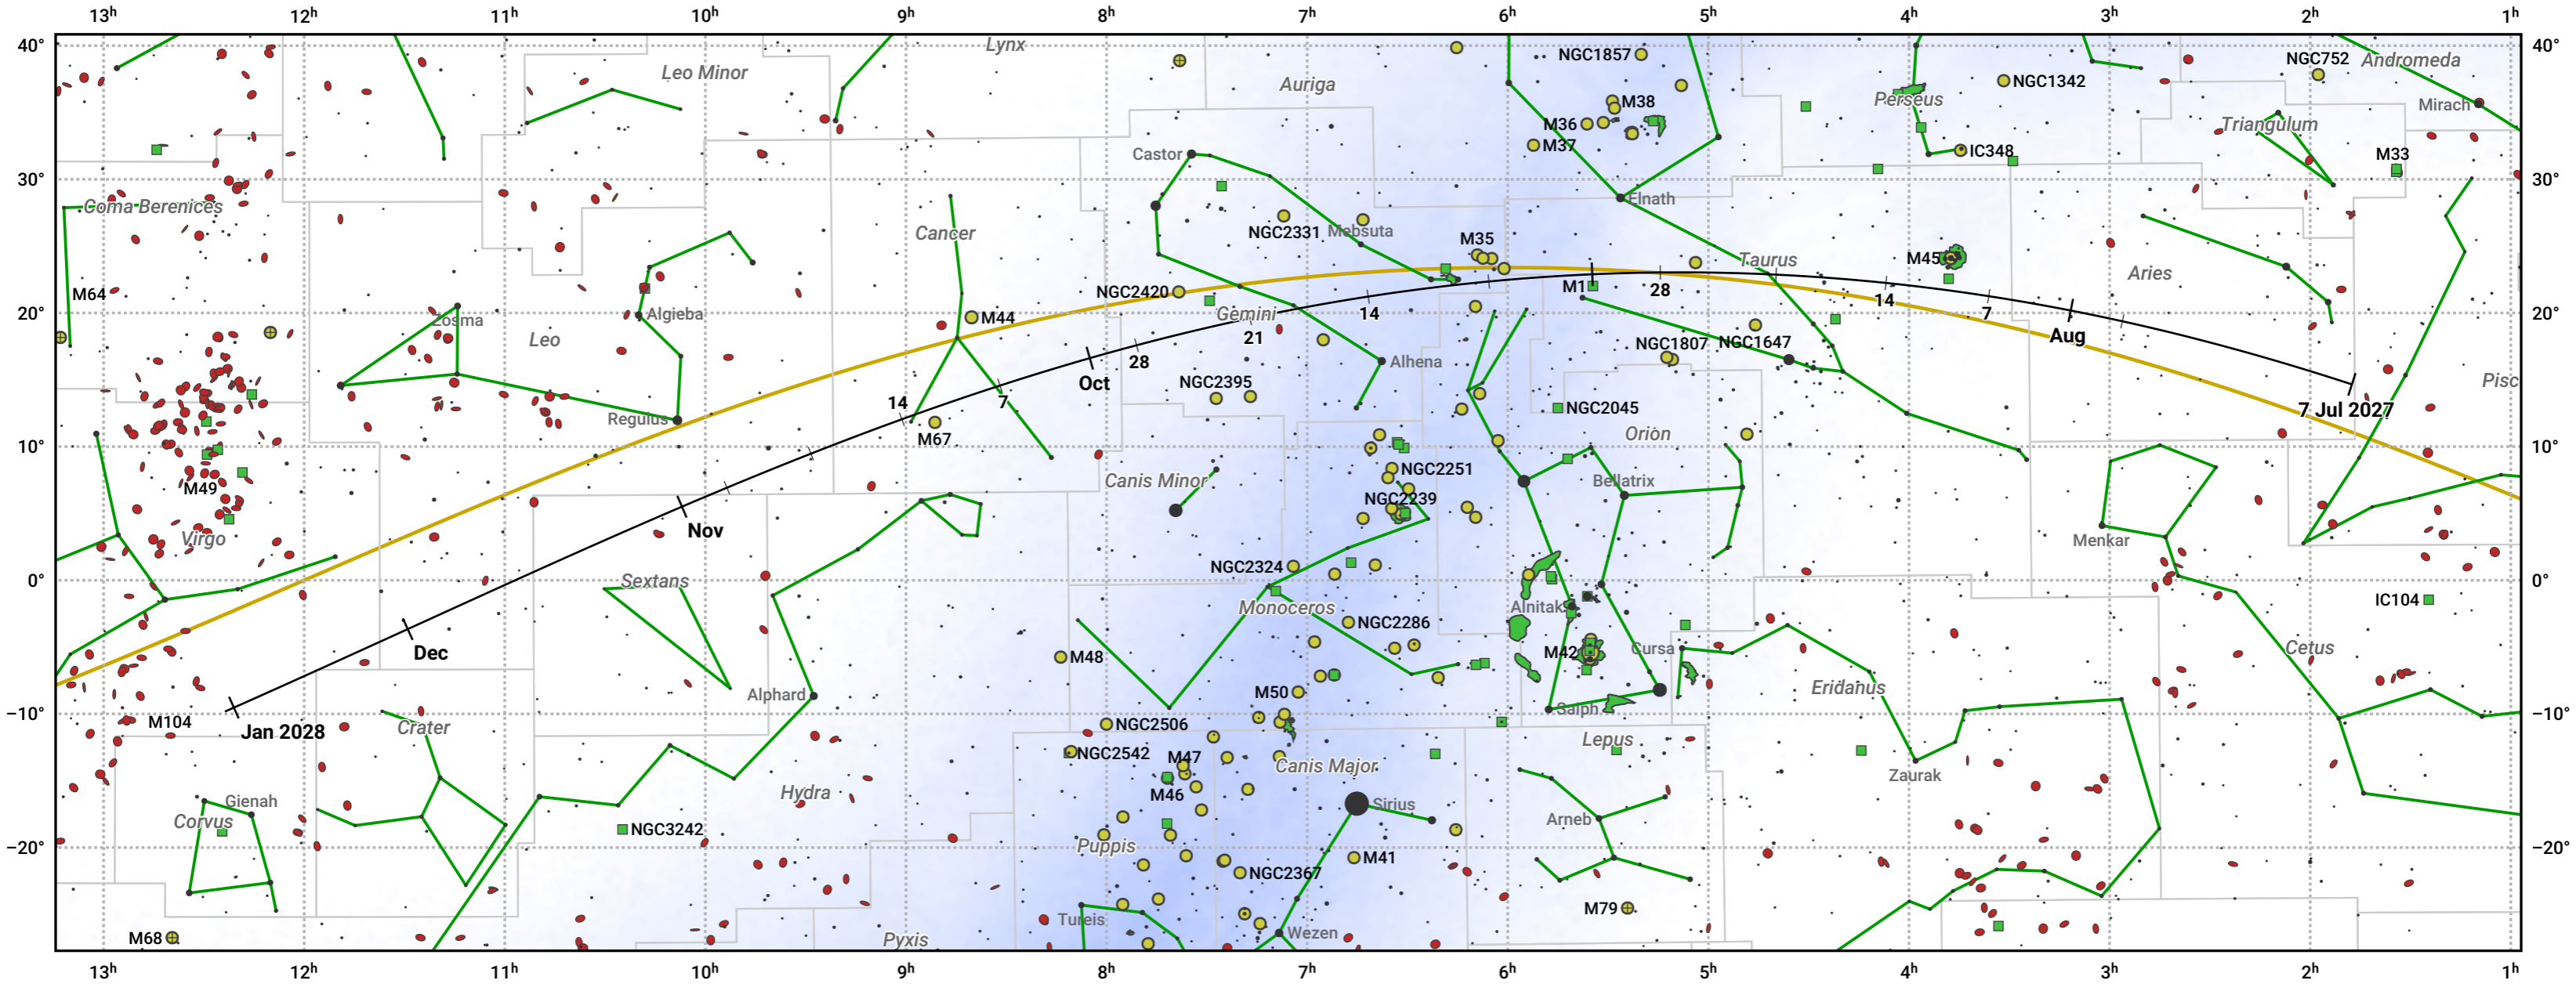 13h 12h 11h 10h 9h 8h 7h 6h 5h 4h 3h 2h 1h
40° Lynx NGC1857 NGC752 Andromeda 40°
Leo Minor Auriga NGC1342
M38 Perseus Mirach
M36 Triangulum
Castor M37 IC348 M33
30° 30°
Coma Berenices Elnath
Cancer NGC2331 Mebsuta M35
Taurus M45 Aries
M64 NGC2420 M1 28 14
20° Zosma Algieba M44 Gemini 14 7 20°
Leo 21 Aug
28 NGC1807 NGC1647
Oct NGC2395 Alhena Pisc
14 7 NGC2045 7 Jul 2027
Regulus M67 Orion
10° 10°
M49 Canis Minor NGC2251 Bellatrix
NGC2239
Virgo Nov Menkar
NGC2324
0° Sextans 0°
Monoceros Alnitak IC104
NGC2286
Dec M48 M42 Cursa Cetus
Alphard M50 Eridanus
−10° M104 NGC2506 Saiph −10°
Jan 2028 Crater
NGC2542 M47 Canis Major Lepus Zaurak
Hydra M46
Gienah Sirius
Corvus NGC3242 Arneb
−20° Puppis M41 −20°
NGC2367
Tureis M79
M68 Pyxis Wezen
13h 12h 11h 10h 9h 8h 7h 6h 5h 4h 3h 2h 1h